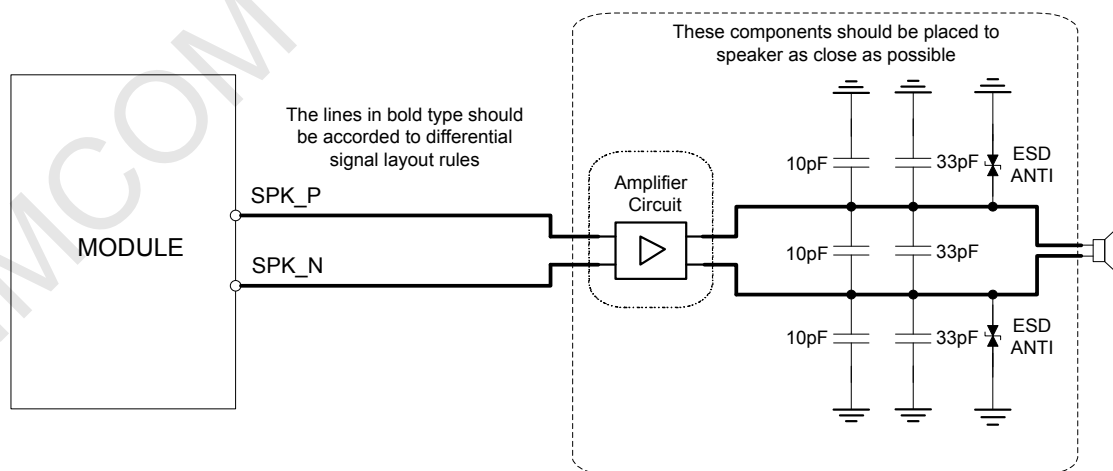 These components should be placed to
speaker as close as possible
The lines in bold type should
be accorded to differential
signal layout rules
MODULE
SPK_P
SPK_N
Amplifier
Circuit
10pF
33pF
ESD
ANTI
10pF
33pF
10pF
33pF
ESD
ANTI
MCOM